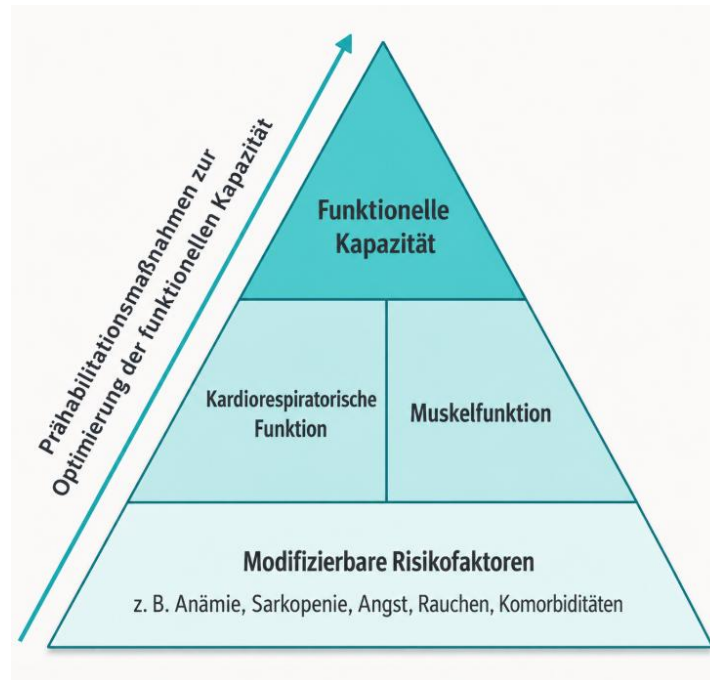 Prähabilitationsmaßnahmen zur
Optimierung der funktionellen Kapazität
Funktionelle
Kapazität
Kardiorespiratorische
Funktion
Muskelfunktion
Modifizierbare Risikofaktoren
z. B. Anämie, Sarkopenie, Angst, Rauchen, Komorbiditäten